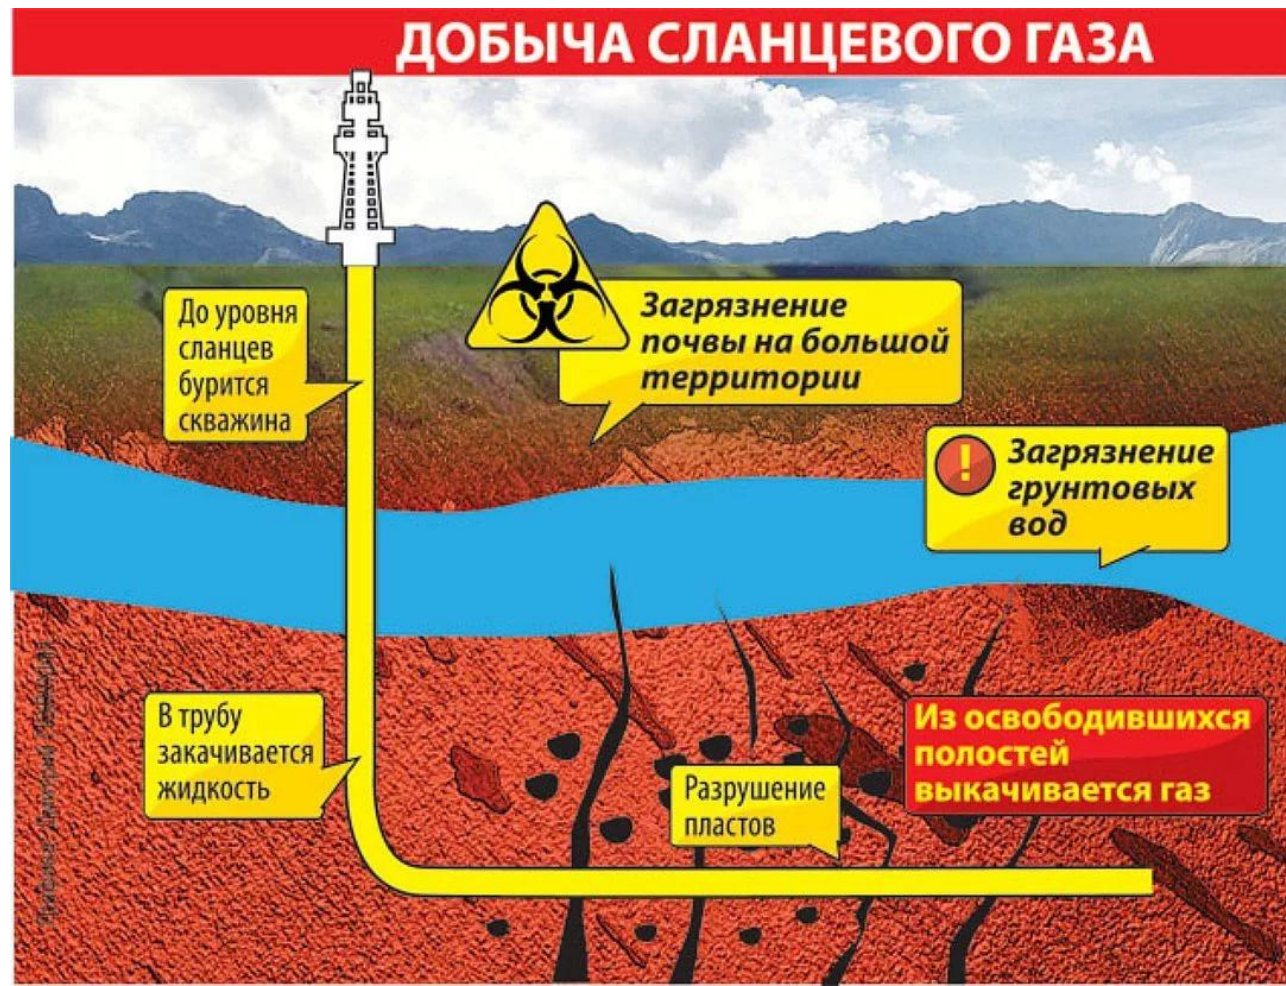 ДОБЫЧА СЛАНЦЕВОГО ГАЗА
До уровня
сланцев
бурится
скважина
Загрязнение
почвы на большой
территории
Загрязнение
грунтовых
вод
В трубу
закачивается
жидкость
Разрушение
пластов
Из освободившихся
полостей
выкачивается газ